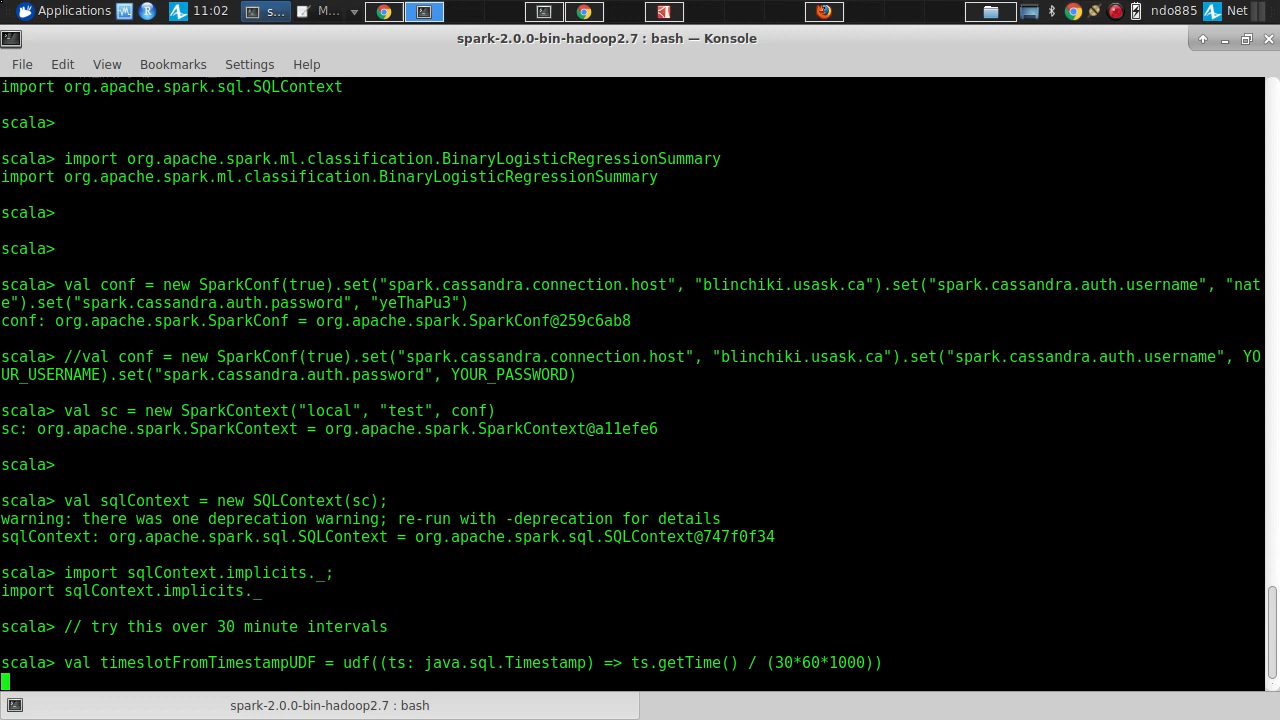 Applications 11:02 s... M... ndo885 Net
spark-2.0.0-bin-hadoop2.7 : bash — Konsole
File Edit View Bookmarks Settings Help
import org.apache.spark.sql.SQLContext
scala>
scala> import org.apache.spark.ml.classification.BinaryLogisticRegressionSummary
import org.apache.spark.ml.classification.BinaryLogisticRegressionSummary
scala>
scala>
scala> val conf = new SparkConf(true).set("spark.cassandra.connection.host", "blinchiki.usask.ca").set("spark.cassandra.auth.username", "nat
e").set("spark.cassandra.auth.password", "yeThaPu3")
conf: org.apache.spark.SparkConf = org.apache.spark.SparkConf@259c6ab8
scala> //val conf = new SparkConf(true).set("spark.cassandra.connection.host", "blinchiki.usask.ca").set("spark.cassandra.auth.username", YO
UR_USERNAME).set("spark.cassandra.auth.password", YOUR_PASSWORD)
scala> val sc = new SparkContext("local", "test", conf)
sc: org.apache.spark.SparkContext = org.apache.spark.SparkContext@a11efe6
scala>
scala> val sqlContext = new SQLContext(sc);
warning: there was one deprecation warning; re-run with -deprecation for details
sqlContext: org.apache.spark.sql.SQLContext = org.apache.spark.sql.SQLContext@747f0f34
scala> import sqlContext.implicits._;
import sqlContext.implicits._
scala> // try this over 30 minute intervals
scala> val timeslotFromTimestampUDF = udf((ts: java.sql.Timestamp) => ts.getTime() / (30*60*1000))
spark-2.0.0-bin-hadoop2.7 : bash